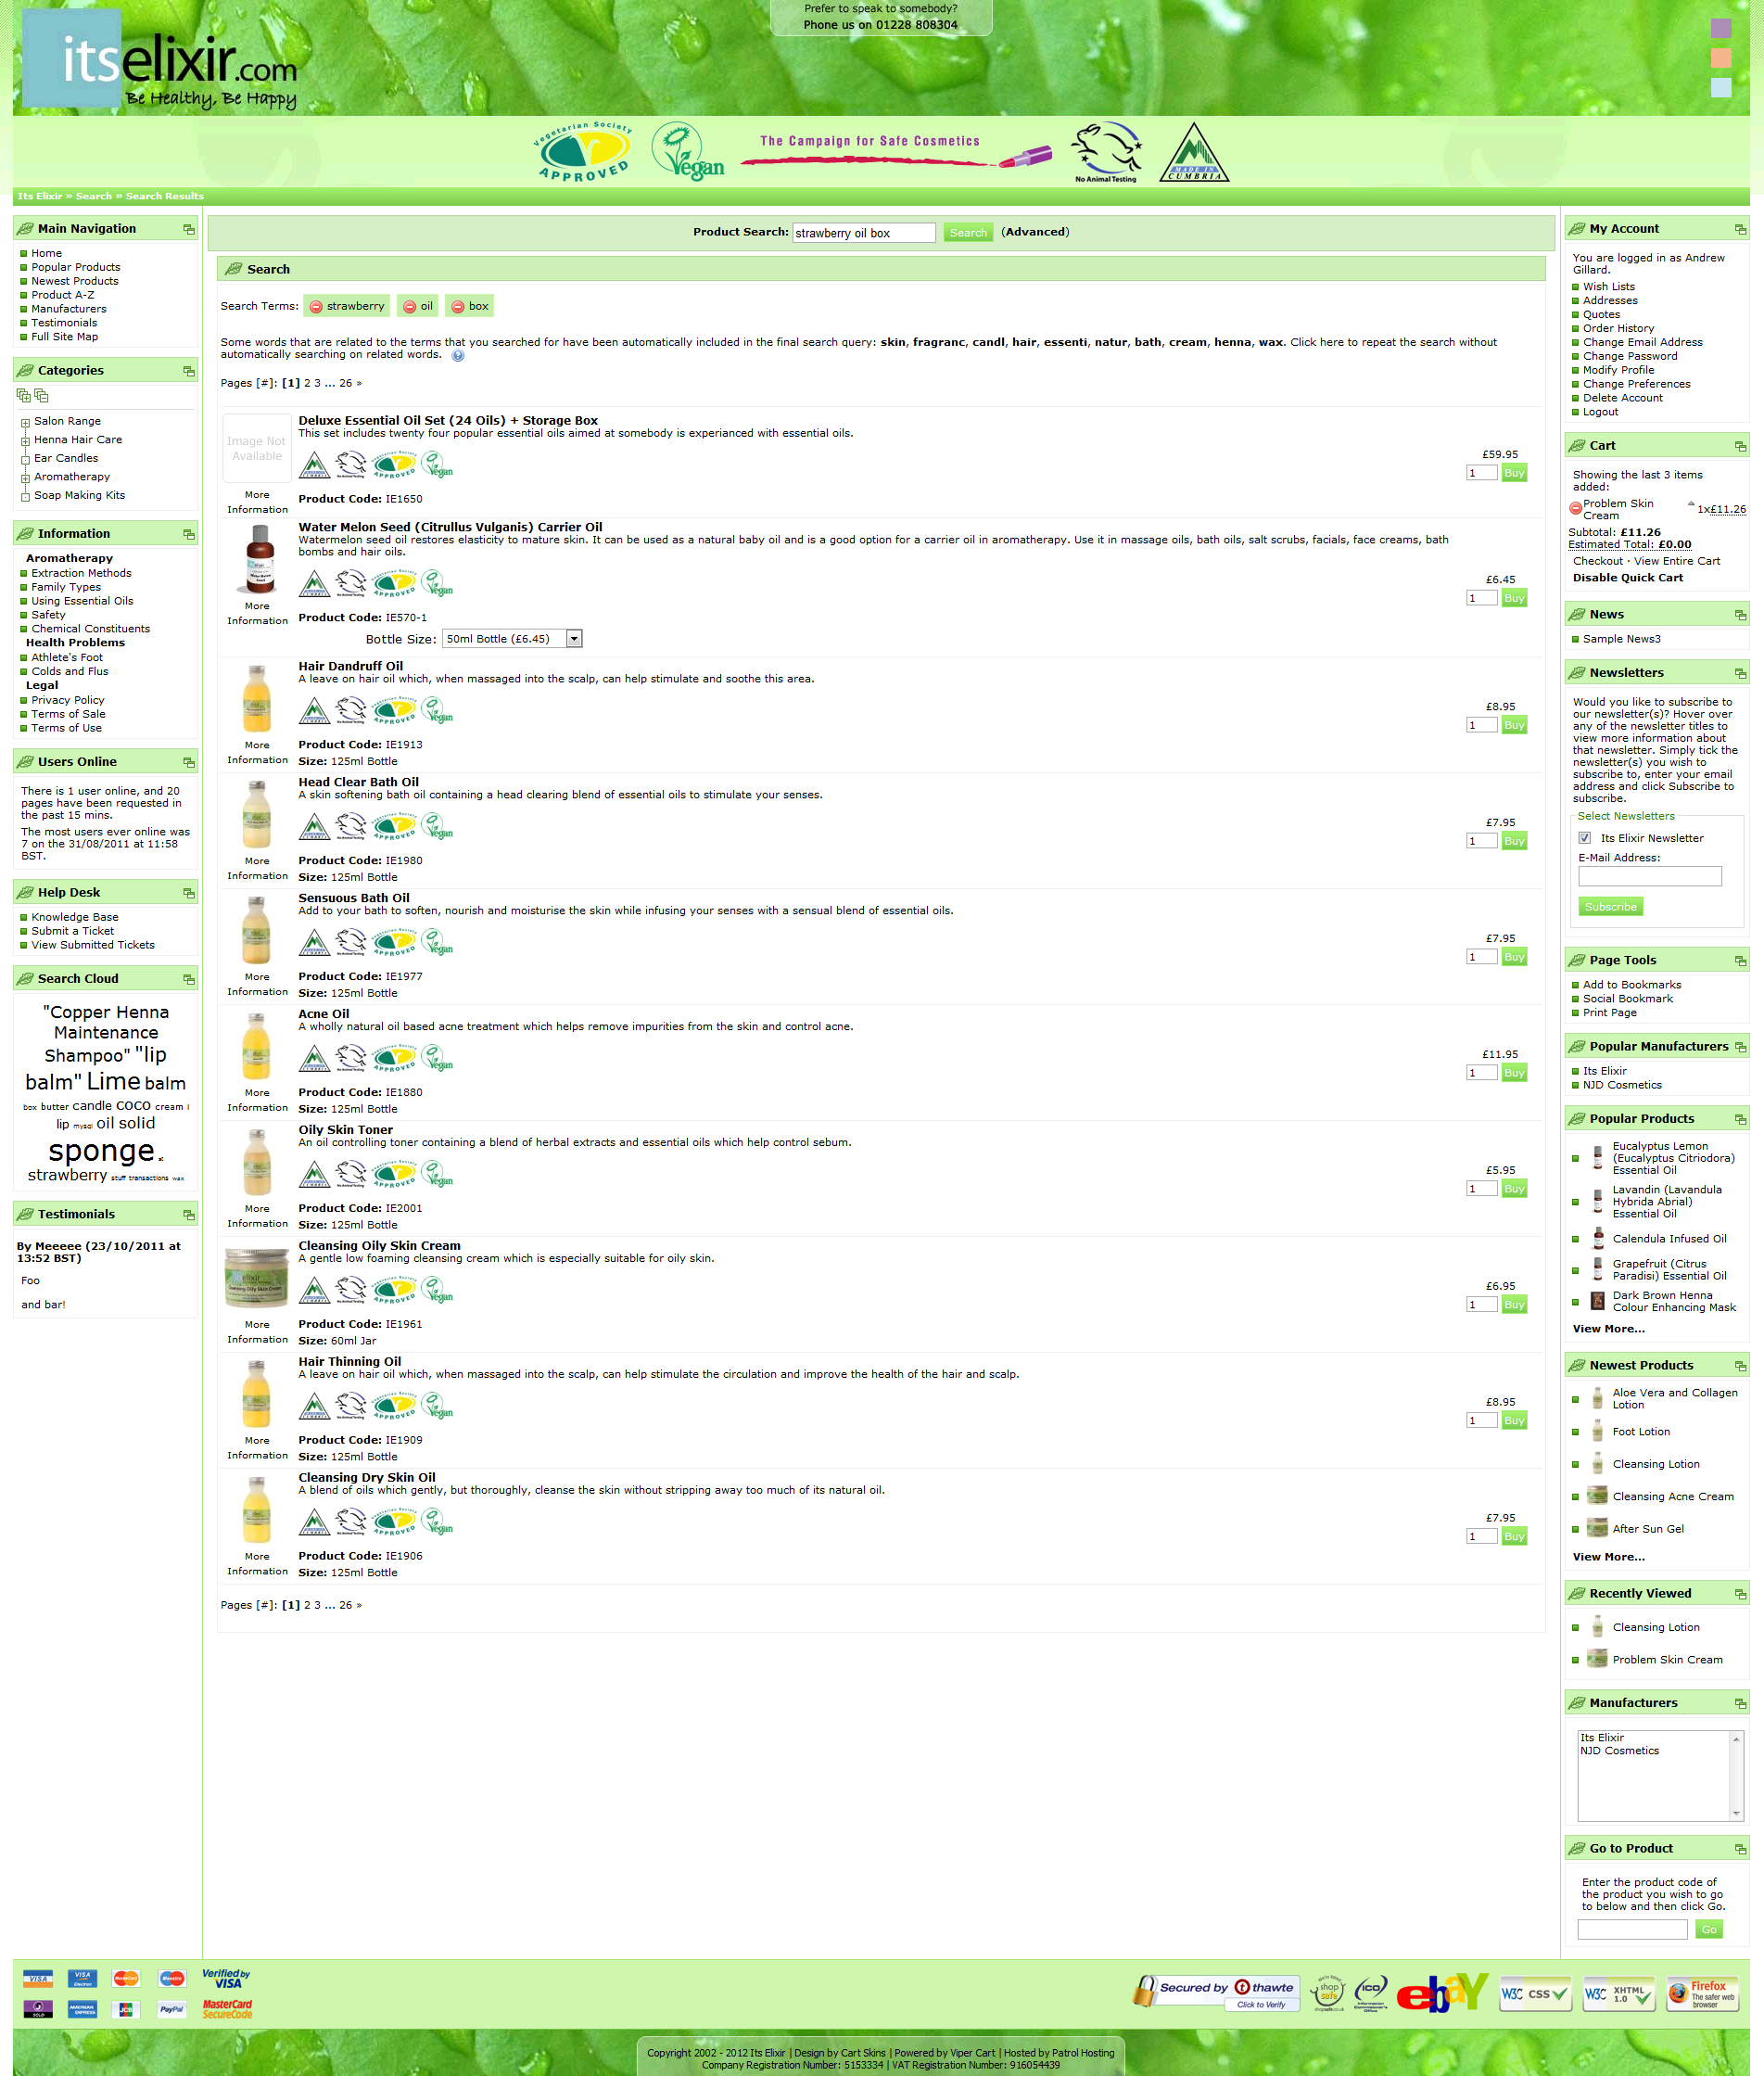 Prefer to speak to somebody?
Phone us on 01228 808304
itselixir.com
Be Healthy, Be Happy
Vegetarian Society
APPROVED
Vegan
The Campaign for Safe Cosmetics
No Animal Testing
MADE IN
CUMBRIA
Its Elixir » Search » Search Results
Main Navigation
Home
Popular Products
Newest Products
Product A-Z
Manufacturers
Testimonials
Full Site Map
Categories
Salon Range
Henna Hair Care
Ear Candles
Aromatherapy
Soap Making Kits
Information
Aromatherapy
Extraction Methods
Family Types
Using Essential Oils
Safety
Chemical Constituents
Health Problems
Athlete's Foot
Colds and Flus
Legal
Privacy Policy
Terms of Sale
Terms of Use
Users Online
There is 1 user online, and 20
pages have been requested in
the past 15 mins.
The most users ever online was
7 on the 31/08/2011 at 11:58
BST.
Help Desk
Knowledge Base
Submit a Ticket
View Submitted Tickets
Search Cloud
"Copper Henna
Maintenance
Shampoo" "lip
balm" Lime balm
box butter candle coco cream l
lip mysql oil solid
sponge st
strawberry stuff transactions wax
Testimonials
By Meeeee (23/10/2011 at
13:52 BST)
Foo
and bar!
Product Search: strawberry oil box Search (Advanced)
Search
Search Terms: strawberry oil box
Some words that are related to the terms that you searched for have been automatically included in the final search query: skin, fragranc, candl, hair, essenti, natur, bath, cream, henna, wax. Click here to repeat the search without
automatically searching on related words.
Pages [#]: [1] 2 3 ... 26 »
Image Not
Available
More
Information
Deluxe Essential Oil Set (24 Oils) + Storage Box
This set includes twenty four popular essential oils aimed at somebody is experianced with essential oils.
Product Code: IE1650
£59.95
1 Buy
More
Information
Water Melon Seed (Citrullus Vulganis) Carrier Oil
Watermelon seed oil restores elasticity to mature skin. It can be used as a natural baby oil and is a good option for a carrier oil in aromatherapy. Use it in massage oils, bath oils, salt scrubs, facials, face creams, bath
bombs and hair oils.
Product Code: IE570-1
Bottle Size: 50ml Bottle (£6.45)
£6.45
1 Buy
More
Information
Hair Dandruff Oil
A leave on hair oil which, when massaged into the scalp, can help stimulate and soothe this area.
Product Code: IE1913
Size: 125ml Bottle
£8.95
1 Buy
More
Information
Head Clear Bath Oil
A skin softening bath oil containing a head clearing blend of essential oils to stimulate your senses.
Product Code: IE1980
Size: 125ml Bottle
£7.95
1 Buy
More
Information
Sensuous Bath Oil
Add to your bath to soften, nourish and moisturise the skin while infusing your senses with a sensual blend of essential oils.
Product Code: IE1977
Size: 125ml Bottle
£7.95
1 Buy
More
Information
Acne Oil
A wholly natural oil based acne treatment which helps remove impurities from the skin and control acne.
Product Code: IE1880
Size: 125ml Bottle
£11.95
1 Buy
More
Information
Oily Skin Toner
An oil controlling toner containing a blend of herbal extracts and essential oils which help control sebum.
Product Code: IE2001
Size: 125ml Bottle
£5.95
1 Buy
More
Information
Cleansing Oily Skin Cream
A gentle low foaming cleansing cream which is especially suitable for oily skin.
Product Code: IE1961
Size: 60ml Jar
£6.95
1 Buy
More
Information
Hair Thinning Oil
A leave on hair oil which, when massaged into the scalp, can help stimulate the circulation and improve the health of the hair and scalp.
Product Code: IE1909
Size: 125ml Bottle
£8.95
1 Buy
More
Information
Cleansing Dry Skin Oil
A blend of oils which gently, but thoroughly, cleanse the skin without stripping away too much of its natural oil.
Product Code: IE1906
Size: 125ml Bottle
£7.95
1 Buy
Pages [#]: [1] 2 3 ... 26 »
My Account
You are logged in as Andrew
Gillard.
Wish Lists
Addresses
Quotes
Order History
Change Email Address
Change Password
Modify Profile
Change Preferences
Delete Account
Logout
Cart
Showing the last 3 items
added:
Problem Skin
Cream
1x£11.26
Subtotal: £11.26
Estimated Total: £0.00
Checkout · View Entire Cart
Disable Quick Cart
News
Sample News3
Newsletters
Would you like to subscribe to
our newsletter(s)? Hover over
any of the newsletter titles to
view more information about
that newsletter. Simply tick the
newsletter(s) you wish to
subscribe to, enter your email
address and click Subscribe to
subscribe.
Select Newsletters
Its Elixir Newsletter
E-Mail Address:
Subscribe
Page Tools
Add to Bookmarks
Social Bookmark
Print Page
Popular Manufacturers
Its Elixir
NJD Cosmetics
Popular Products
Eucalyptus Lemon
(Eucalyptus Citriodora)
Essential Oil
Lavandin (Lavandula
Hybrida Abrial)
Essential Oil
Calendula Infused Oil
Grapefruit (Citrus
Paradisi) Essential Oil
Dark Brown Henna
Colour Enhancing Mask
View More...
Newest Products
Aloe Vera and Collagen
Lotion
Foot Lotion
Cleansing Lotion
Cleansing Acne Cream
After Sun Gel
View More...
Recently Viewed
Cleansing Lotion
Problem Skin Cream
Manufacturers
Its Elixir
NJD Cosmetics
Go to Product
Enter the product code of
the product you wish to go
to below and then click Go.
Go
VISA
VISA Electron
MasterCard
Maestro
Verified by
VISA
SOLO
AMERICAN EXPRESS
JCB
PayPal
MasterCard
SecureCode
Secured by thawte
Click to Verify
shop
safe
ico
Information Commissioner's Office
ebay
W3C CSS
W3C XHTML 1.0
Firefox
The safer web
browser
Copyright 2002 - 2012 Its Elixir | Design by Cart Skins | Powered by Viper Cart | Hosted by Patrol Hosting
Company Registration Number: 5153334 | VAT Registration Number: 916054439